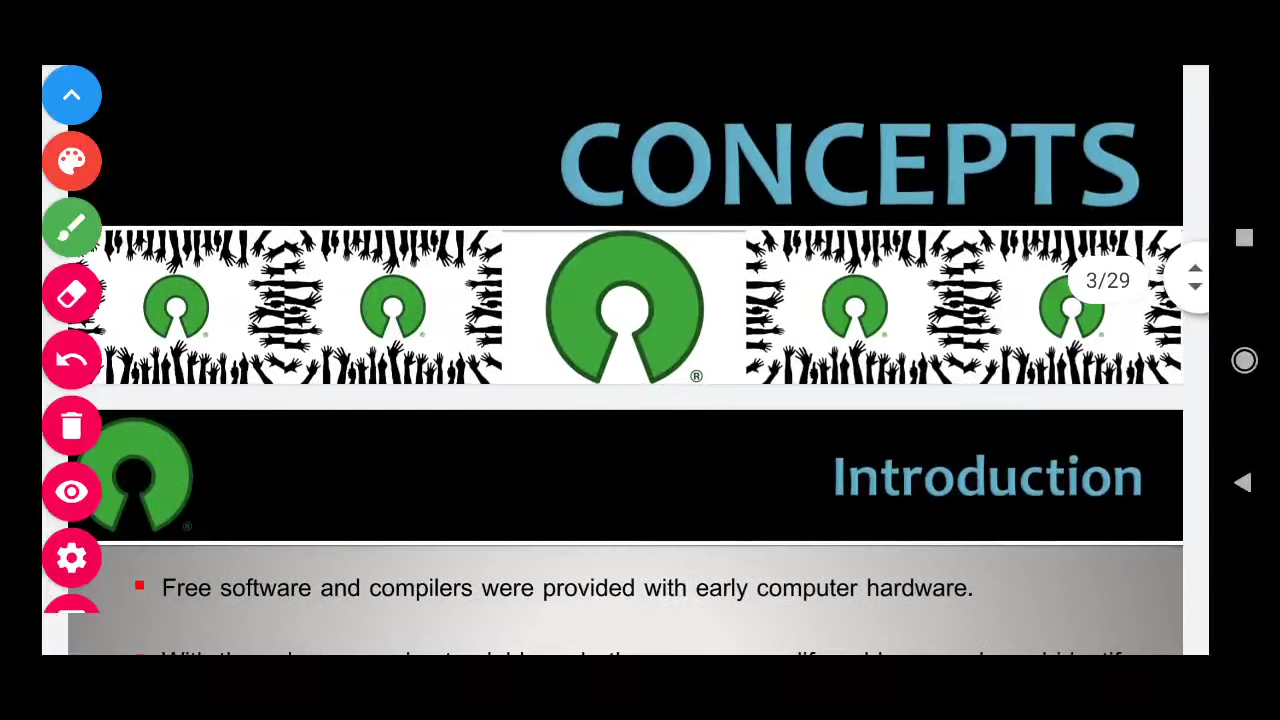 CONCEPTS
3/29
®
Introduction
®
Free software and compilers were provided with early computer hardware.